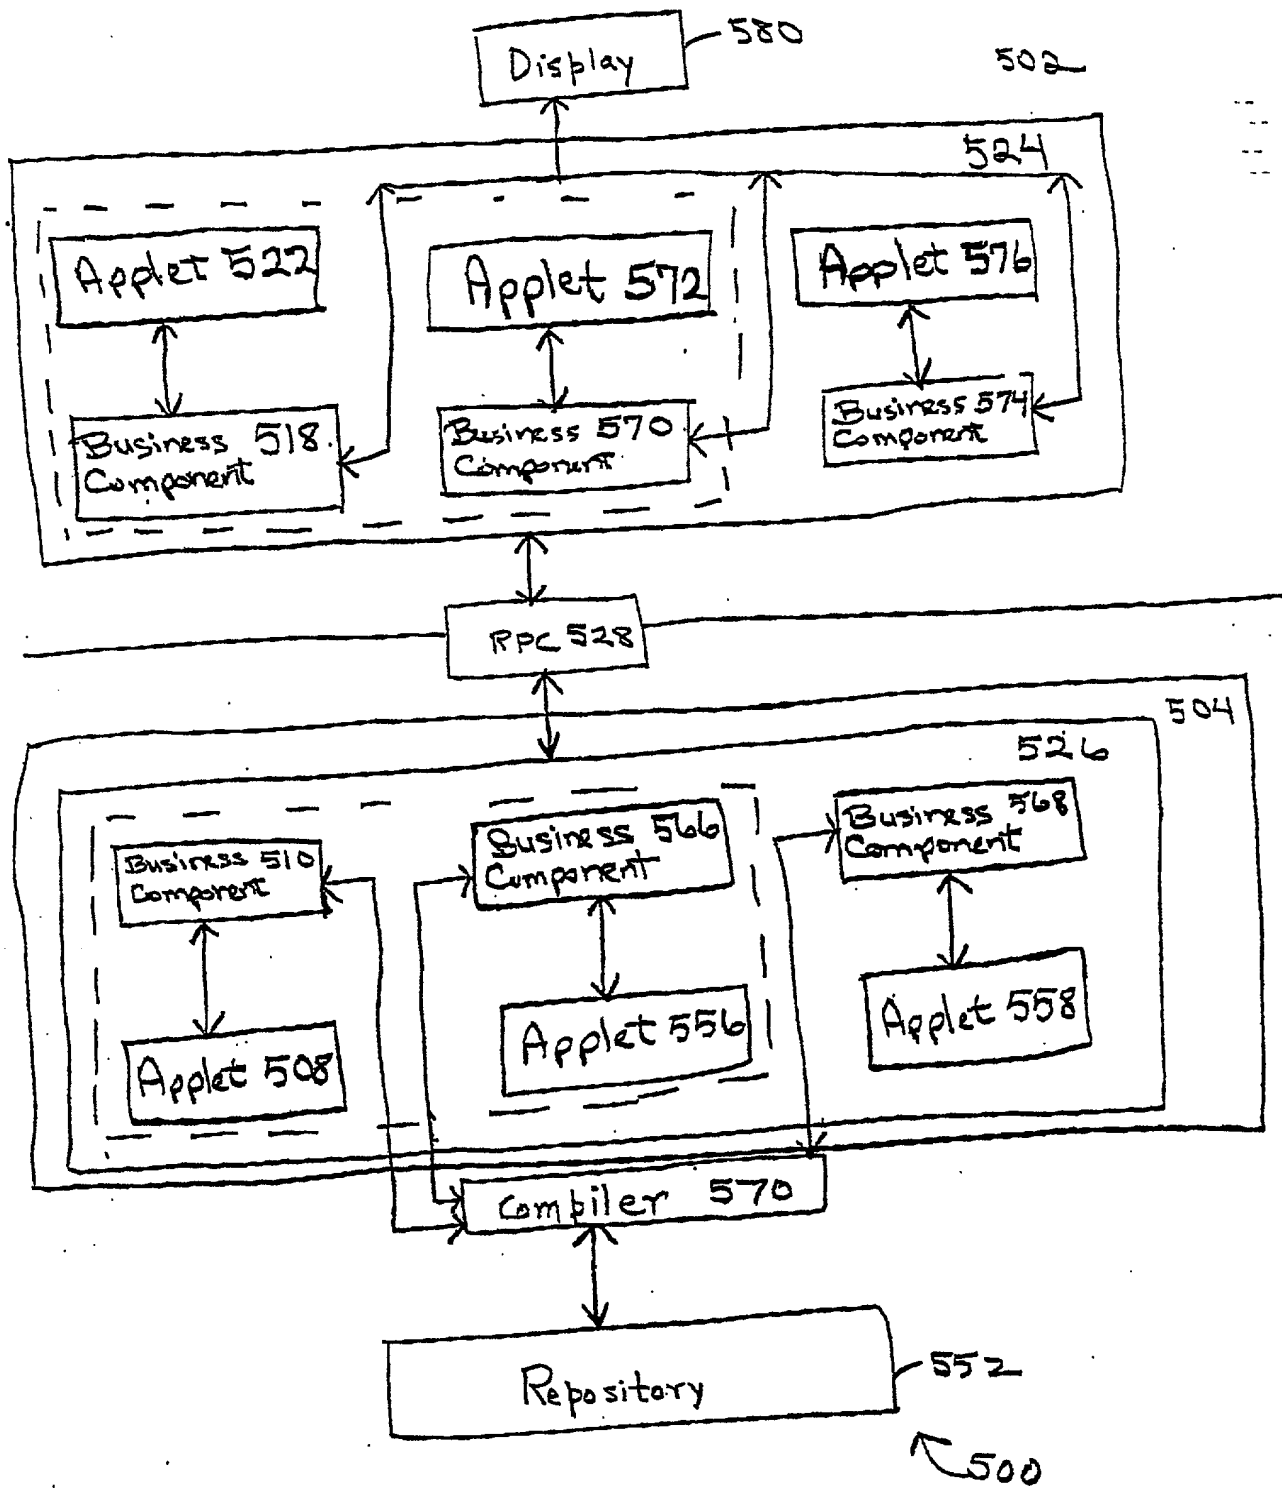 Display
580
502
524
Applet 522
Applet 572
Applet 576
Business 518
Component
Business 570
Component
Business 574
Component
RPC 528
504
526
Business 510
Component
Business 566
Component
Business 568
Component
Applet 508
Applet 556
Applet 558
Compiler 570
Repository
552
500